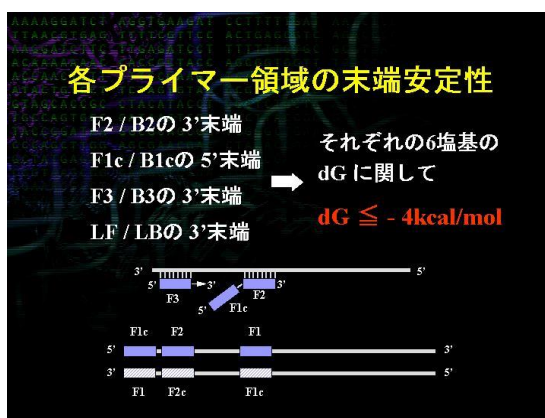 各プライマー領域の末端安定性
F2 / B2の 3’末端
F1c / B1cの 5’末端
F3 / B3の 3’末端
LF / LBの 3’末端
それぞれの6塩基の
dG に関して
dG ≦ - 4kcal/mol
3’ 5’
5’ 3’ 3’
F3 F2
5’ F1c
F1c F2 F1
5’ 3’
3’ 5’
F1 F2c F1c